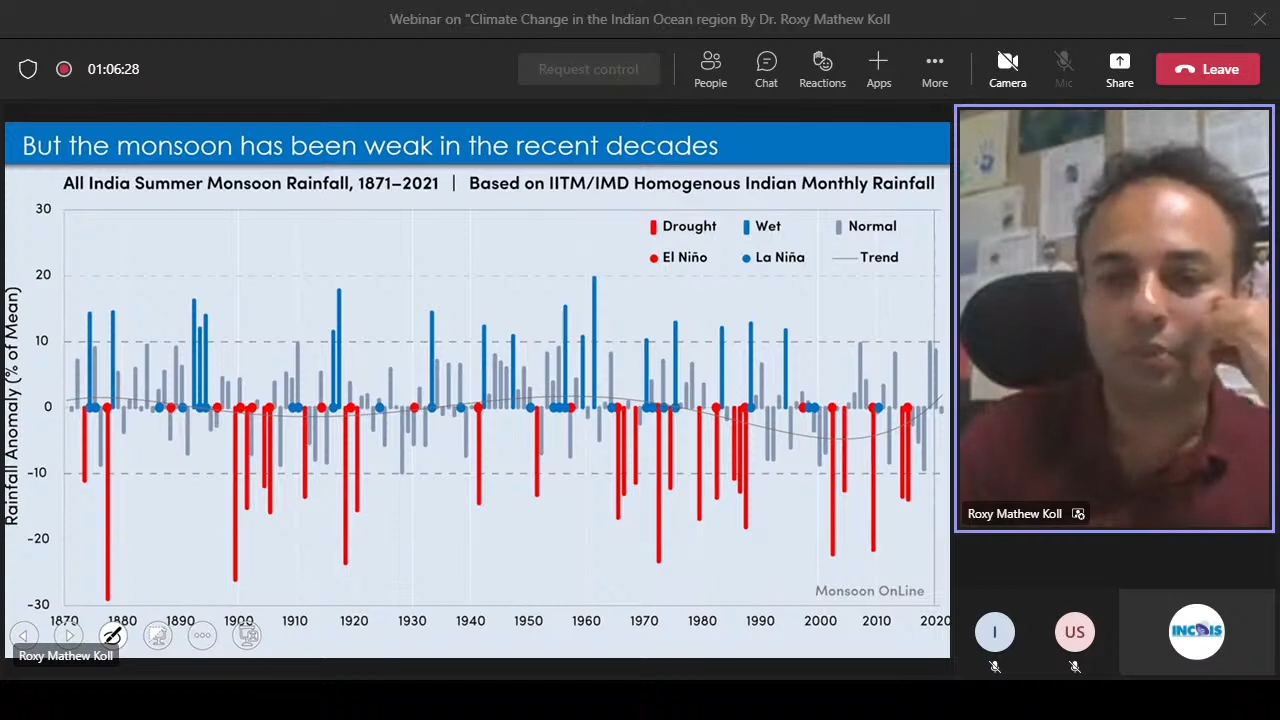 Webinar on "Climate Change in the Indian Ocean region By Dr. Roxy Mathew Koll
01:06:28
Request control
People
Chat
Reactions
Apps
More
Camera
Mic
Share
Leave
But the monsoon has been weak in the recent decades
All India Summer Monsoon Rainfall, 1871–2021 | Based on IITM/IMD Homogenous Indian Monthly Rainfall
Drought Wet Normal
El Niño La Niña Trend
Rainfall Anomaly (% of Mean)
30
20
10
0
-10
-20
-30
Monsoon OnLine
1870 1880 1890 1900 1910 1920 1930 1940 1950 1960 1970 1980 1990 2000 2010 2020
Roxy Mathew Koll
Roxy Mathew Koll
I
US
INCOIS